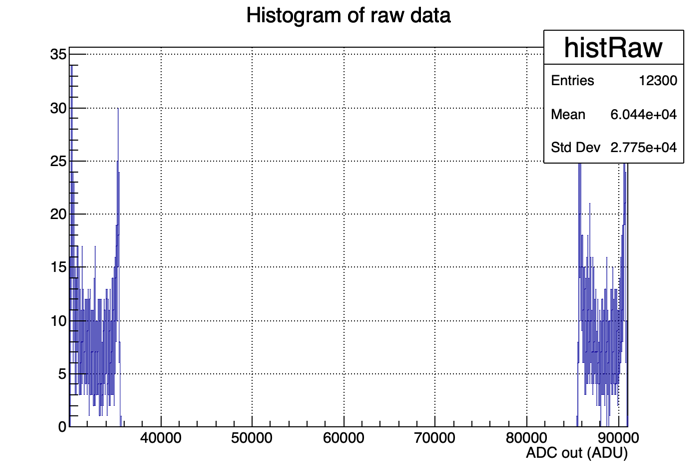 Histogram of raw data
histRaw
Entries 12300
Mean 6.044e+04
Std Dev 2.775e+04
35
30
25
20
15
10
5
0
40000 50000 60000 70000 80000 90000
ADC out (ADU)